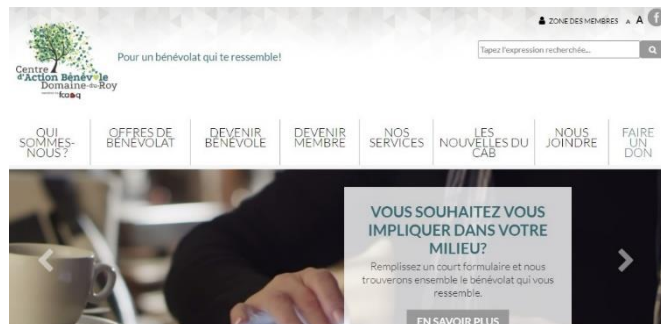 ZONE DES MEMBRES A A f
Tapez l'expression recherchée...
Pour un bénévolat qui te ressemble!
Centre
d'Action Bénévole
Domaine-du-Roy
QUI SOMMES-NOUS?
OFFRES DE BÉNÉVOLAT
DEVENIR BÉNÉVOLE
DEVENIR MEMBRE
NOS SERVICES
LES NOUVELLES DU CAB
NOUS JOINDRE
FAIRE UN DON
VOUS SOUHAITEZ VOUS
IMPLIQUER DANS VOTRE
MILIEU?
Remplissez un court formulaire et nous
trouverons ensemble le bénévolat qui vous
ressemble.
EN SAVOIR PLUS